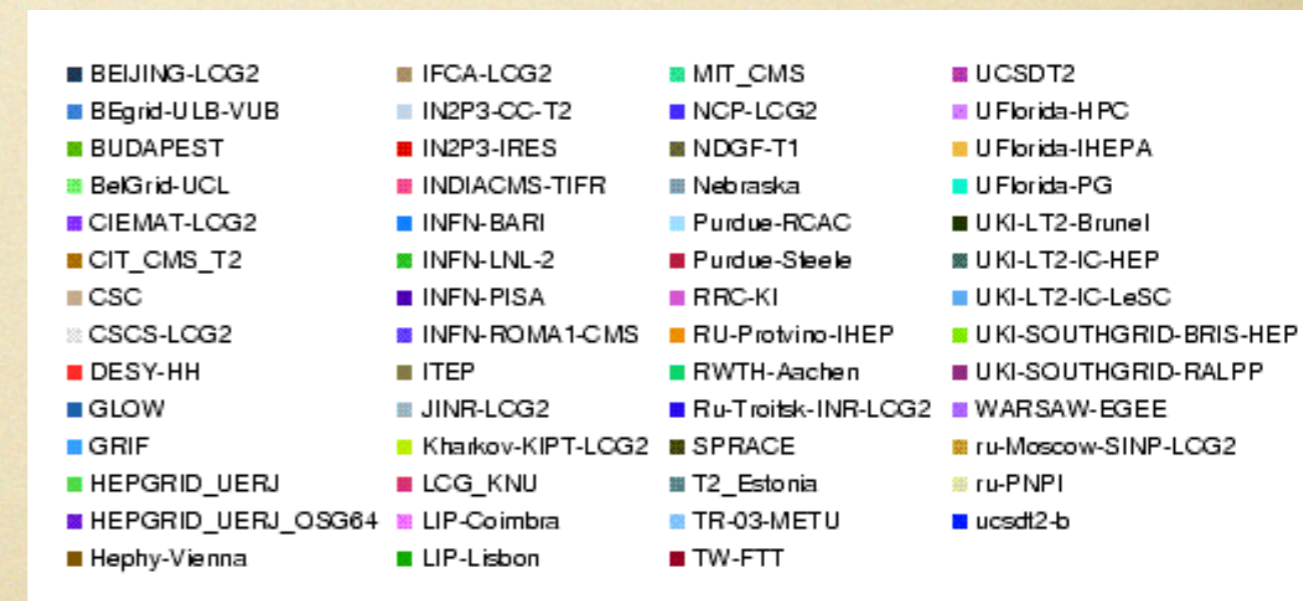 BEIJING-LCG2
BEgrid-ULB-VUB
BUDAPEST
BelGrid-UCL
CIEMAT-LCG2
CIT_CMS_T2
CSC
CSCS-LCG2
DESY-HH
GLOW
GRIF
HEPGRID_UERJ
HEPGRID_UERJ_OSG64
Hephy-Vienna
IFCA-LCG2
IN2P3-CC-T2
IN2P3-IRES
INDIACMS-TIFR
INFN-BARI
INFN-LNL-2
INFN-PISA
INFN-ROMA1-CMS
ITEP
JINR-LCG2
Kharkov-KIPT-LCG2
LCG_KNU
LIP-Coimbra
LIP-Lisbon
MIT_CMS
NCP-LCG2
NDGF-T1
Nebraska
Purdue-RCAC
Purdue-Steele
RRC-KI
RU-Protvino-IHEP
RWTH-Aachen
Ru-Troitsk-INR-LCG2
SPRACE
T2_Estonia
TR-03-METU
TW-FTT
UCSDT2
UFlorida-HPC
UFlorida-IHEPA
UFlorida-PG
UKI-LT2-Brunel
UKI-LT2-IC-HEP
UKI-LT2-IC-LeSC
UKI-SOUTHGRID-BRIS-HEP
UKI-SOUTHGRID-RALPP
WARSAW-EGEE
ru-Moscow-SINP-LCG2
ru-PNPI
ucsdt2-b